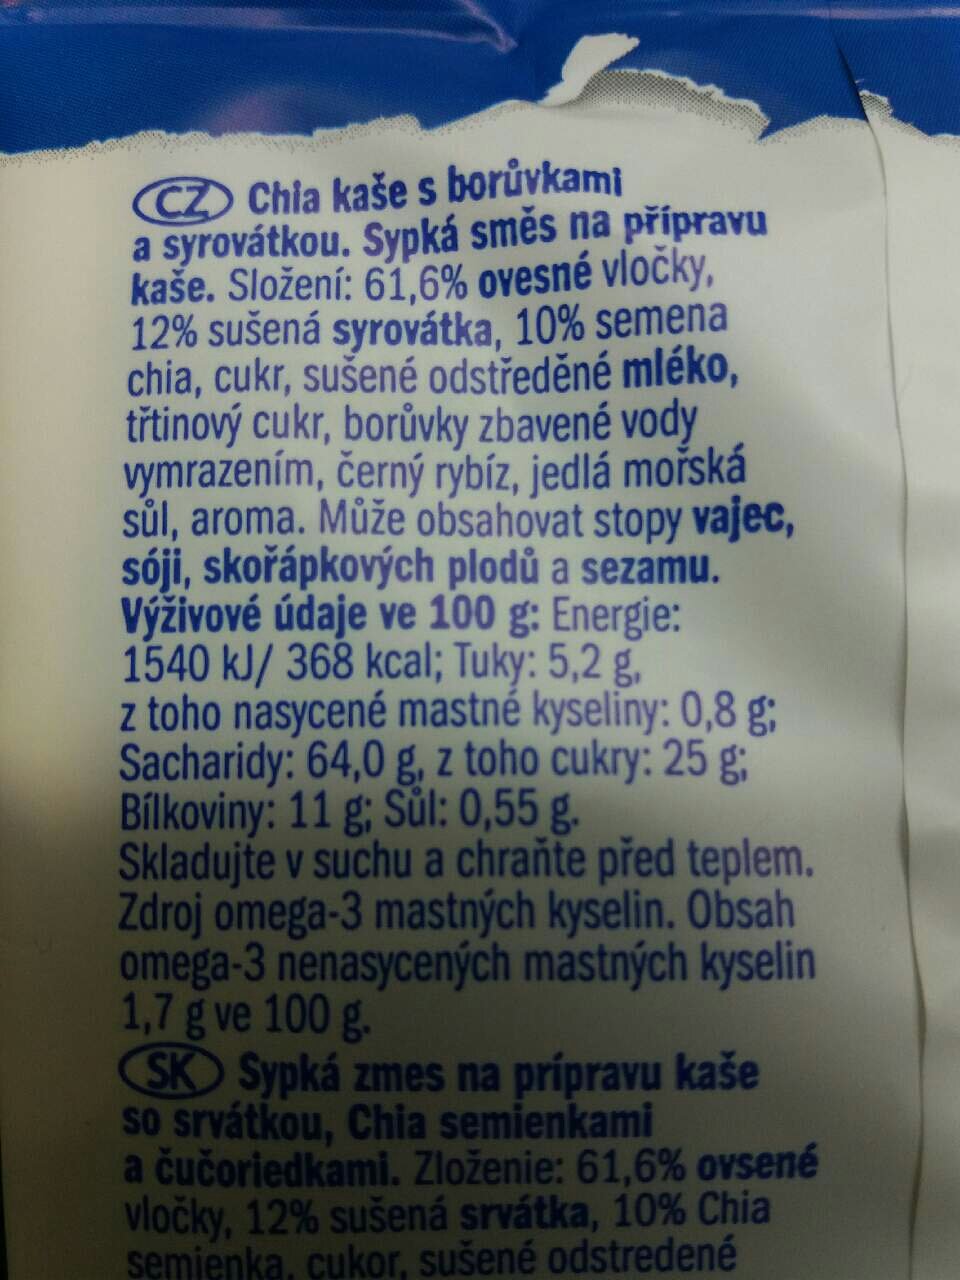 CZ Chia kaše s borůvkami
a syrovátkou. Sypká směs na přípravu
kaše. Složení: 61,6% ovesné vločky,
12% sušená syrovátka, 10% semena
chia, cukr, sušené odstředěné mléko,
třtinový cukr, borůvky zbavené vody
vymrazením, černý rybíz, jedlá mořská
sůl, aroma. Může obsahovat stopy vajec,
sóji, skořápkových plodů a sezamu.
Výživové údaje ve 100 g: Energie:
1540 kJ/ 368 kcal; Tuky: 5,2 g,
z toho nasycené mastné kyseliny: 0,8 g;
Sacharidy: 64,0 g, z toho cukry: 25 g;
Bílkoviny: 11 g; Sůl: 0,55 g.
Skladujte v suchu a chraňte před teplem.
Zdroj omega-3 mastných kyselin. Obsah
omega-3 nenasycených mastných kyselin
1,7 g ve 100 g.
SK Sypká zmes na prípravu kaše
so srvátkou, Chia semienkami
a čučoriedkami. Zloženie: 61,6% ovsené
vločky, 12% sušená srvátka, 10% Chia
semienka, cukor, sušené odstredené